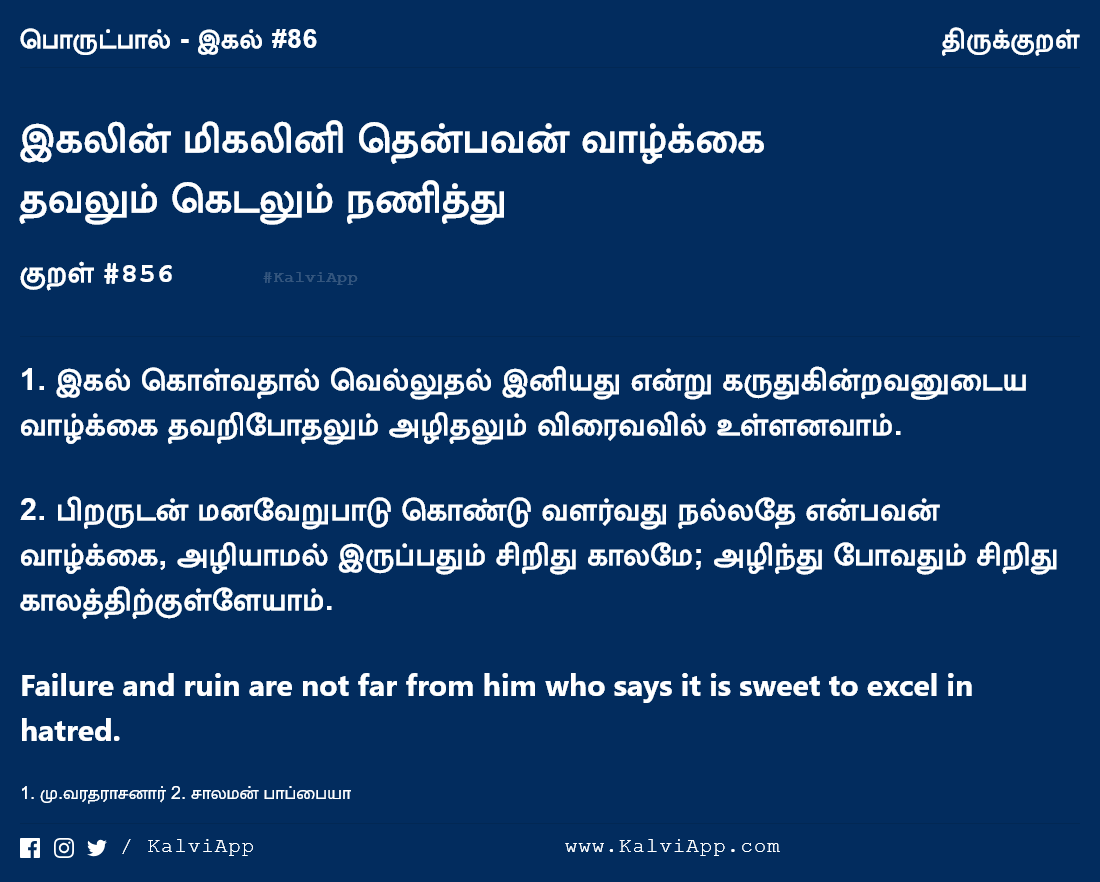 பொருட்பால் - இகல் #86 திருக்குறள்
இகலின் மிகலினி தென்பவன் வாழ்க்கை
தவலும் கெடலும் நணித்து
குறள் #856 #KalviApp
1. இகல் கொள்வதால் வெல்லுதல் இனியது என்று கருதுகின்றவனுடைய
வாழ்க்கை தவறிபோதலும் அழிதலும் விரைவவில் உள்ளனவாம்.
2. பிறருடன் மனவேறுபாடு கொண்டு வளர்வது நல்லதே என்பவன்
வாழ்க்கை, அழியாமல் இருப்பதும் சிறிது காலமே; அழிந்து போவதும் சிறிது
காலத்திற்குள்ளேயாம்.
Failure and ruin are not far from him who says it is sweet to excel in
hatred.
1. மு.வரதராசனார் 2. சாலமன் பாப்பையா
/ KalviApp www.KalviApp.com